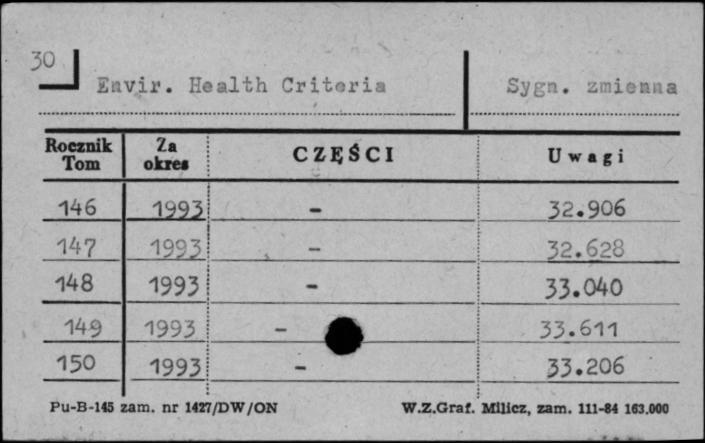 30
Envir. Health Criteria Sygn. zmienna
Rocznik Tom Za okres CZĘŚCI Uwagi
146 1993 - 32.906
147 1993 - 32.628
148 1993 - 33.040
149 1993 - 33.611
150 1993 - 33.206
Pu-B-145 zam. nr 1427/DW/ON W.Z.Graf. Milicz, zam. 111-84 163.000